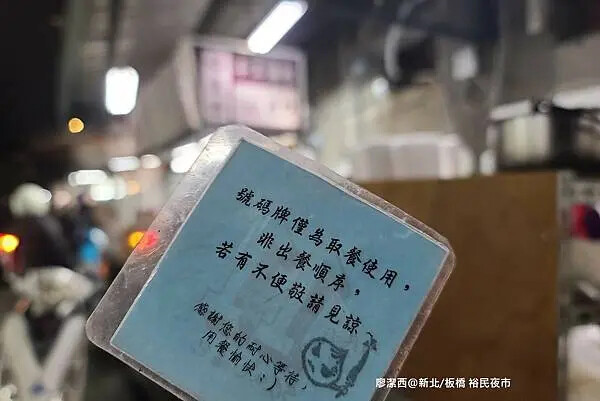 號碼牌僅為取餐使用，
非出餐順序，
若有不便敬請見諒~
感謝您的耐心等待，
用餐愉快：)
廖潔西@新北/板橋 裕民夜市